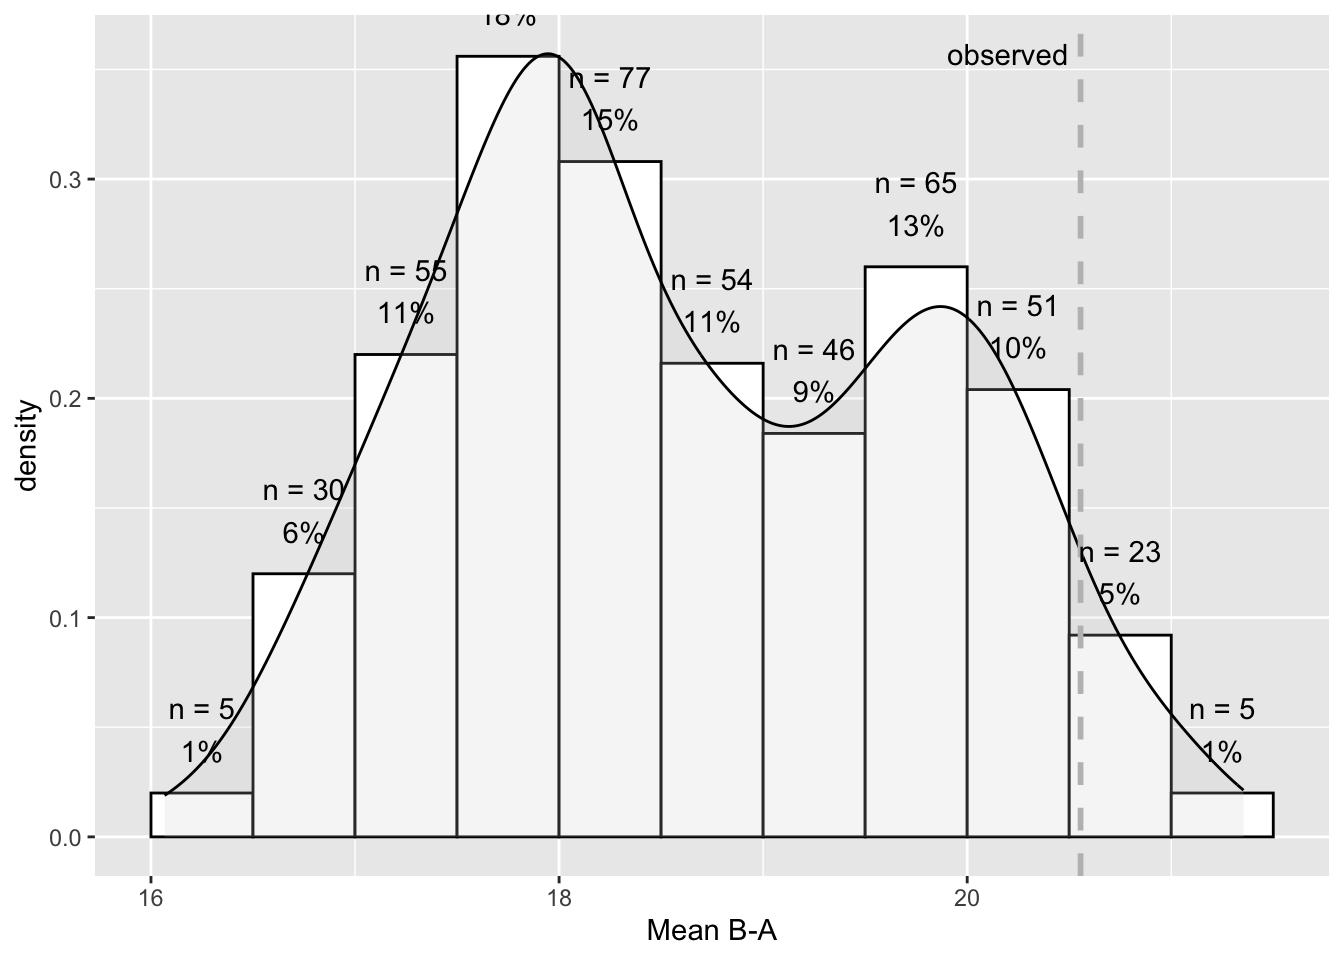 18%
observed
n = 77
15%
n = 65
13%
n = 55
11%
n = 54
11%
n = 51
10%
n = 46
9%
n = 30
6%
n = 23
5%
n = 5
1%
n = 5
1%
0.3
0.2
0.1
0.0
density
16
18
20
Mean B-A